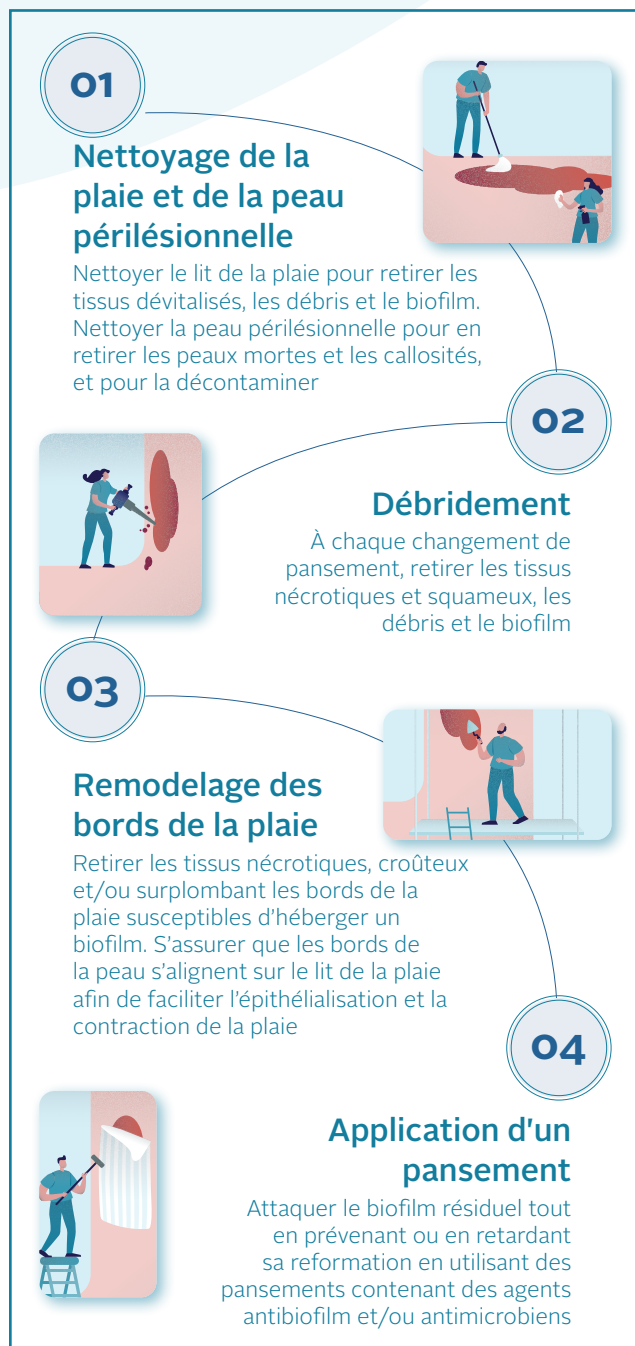 01
Nettoyage de la
plaie et de la peau
périlésionnelle
Nettoyer le lit de la plaie pour retirer les
tissus dévitalisés, les débris et le biofilm.
Nettoyer la peau périlésionnelle pour en
retirer les peaux mortes et les callosités,
et pour la décontaminer
02
Débridement
À chaque changement de
pansement, retirer les tissus
nécrotiques et squameux, les
débris et le biofilm
03
Remodelage des
bords de la plaie
Retirer les tissus nécrotiques, croûteux
et/ou surplombant les bords de la
plaie susceptibles d’héberger un
biofilm. S’assurer que les bords de
la peau s’alignent sur le lit de la plaie
afin de faciliter l’épithélialisation et la
contraction de la plaie
04
Application d'un
pansement
Attaquer le biofilm résiduel tout
en prévenant ou en retardant
sa reformation en utilisant des
pansements contenant des agents
antibiofilm et/ou antimicrobiens